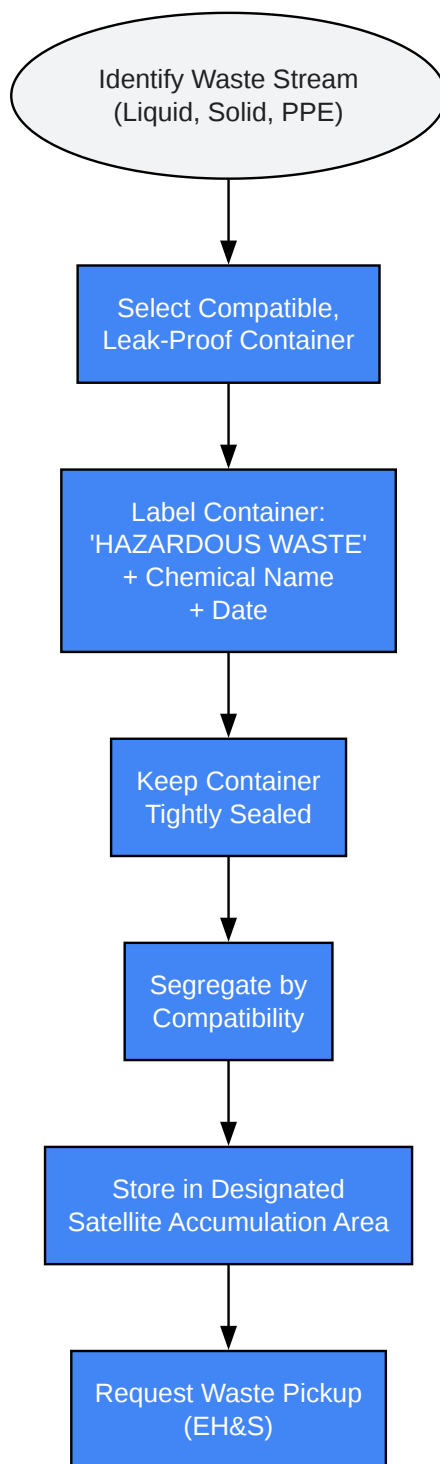 Identify Waste Stream
(Liquid, Solid, PPE)
Select Compatible,
Leak-Proof Container
Label Container:
'HAZARDOUS WASTE'
+ Chemical Name
+ Date
Keep Container
Tightly Sealed
Segregate by
Compatibility
Store in Designated
Satellite Accumulation Area
Request Waste Pickup
(EH&S)